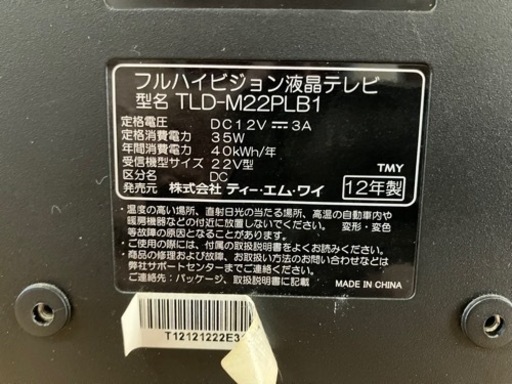 フルハイビジョン液晶テレビ
型名 TLD-M22PLB1
定格電圧 DC12V⎓3A
定格消費電力 35W
年間消費電力 40kWh/年
受信機型サイズ 22V型
区分名 DC
TMY
発売元 株式会社 ティー・エム・ワイ 12年製
・温度の高い場所、直射日光の当たる場所、高温の自動車内や
暖房機器などの付近に放置しないでください。 変形・変色
等の故障の原因となることがあります。
・ご使用の際には、付属の取扱説明書をよくお読みください。
・商品の修理および故障、お取扱い方法のお問い合わせなどは
弊社サポートセンターまでご連絡ください。
ご連絡先：パッケージ、取扱説明書に記載
MADE IN CHINA
T12121222E3